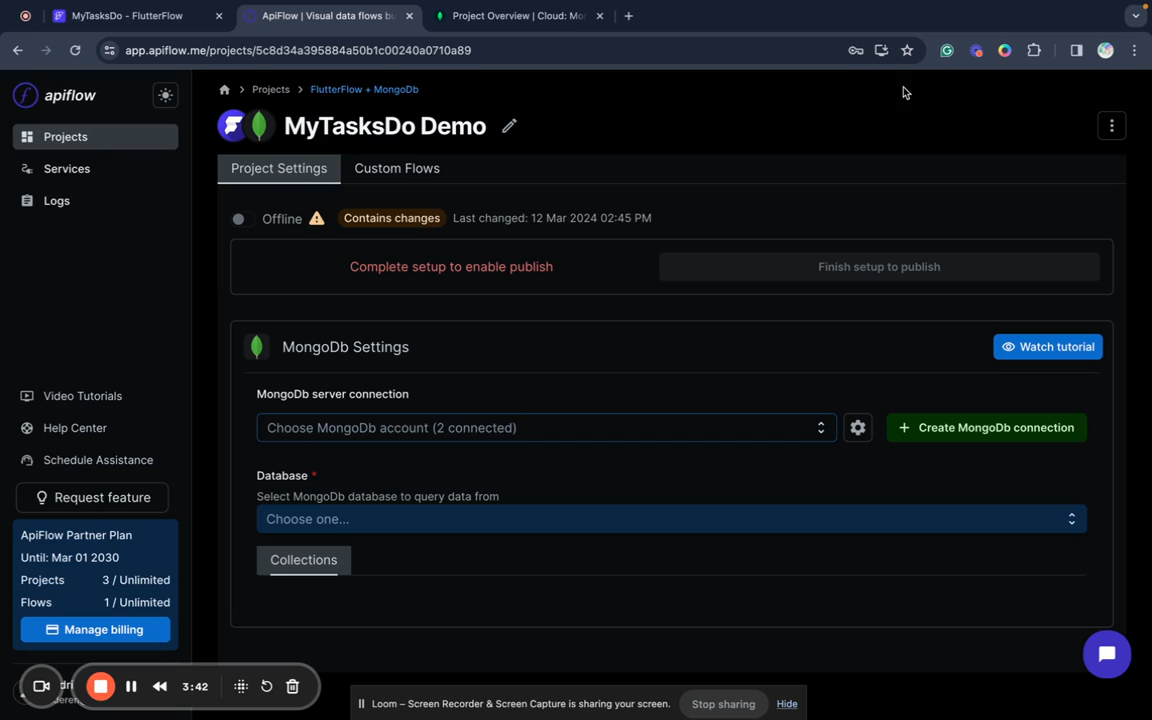 MyTasksDo - FlutterFlow
ApiFlow | Visual data flows bu
Project Overview | Cloud: Mon
app.apiflow.me/projects/5c8d34a395884a50b1c00240a0710a89
apiflow
Projects
Services
Logs
Projects
FlutterFlow + MongoDb
MyTasksDo Demo
Project Settings
Custom Flows
Offline
Contains changes
Last changed: 12 Mar 2024 02:45 PM
Complete setup to enable publish
Finish setup to publish
MongoDb Settings
Watch tutorial
MongoDb server connection
Choose MongoDb account (2 connected)
+ Create MongoDb connection
Database *
Select MongoDb database to query data from
Choose one...
Collections
Video Tutorials
Help Center
Schedule Assistance
Request feature
ApiFlow Partner Plan
Until: Mar 01 2030
Projects 3 / Unlimited
Flows 1 / Unlimited
Manage billing
3:42
Loom – Screen Recorder & Screen Capture is sharing your screen.
Stop sharing
Hide